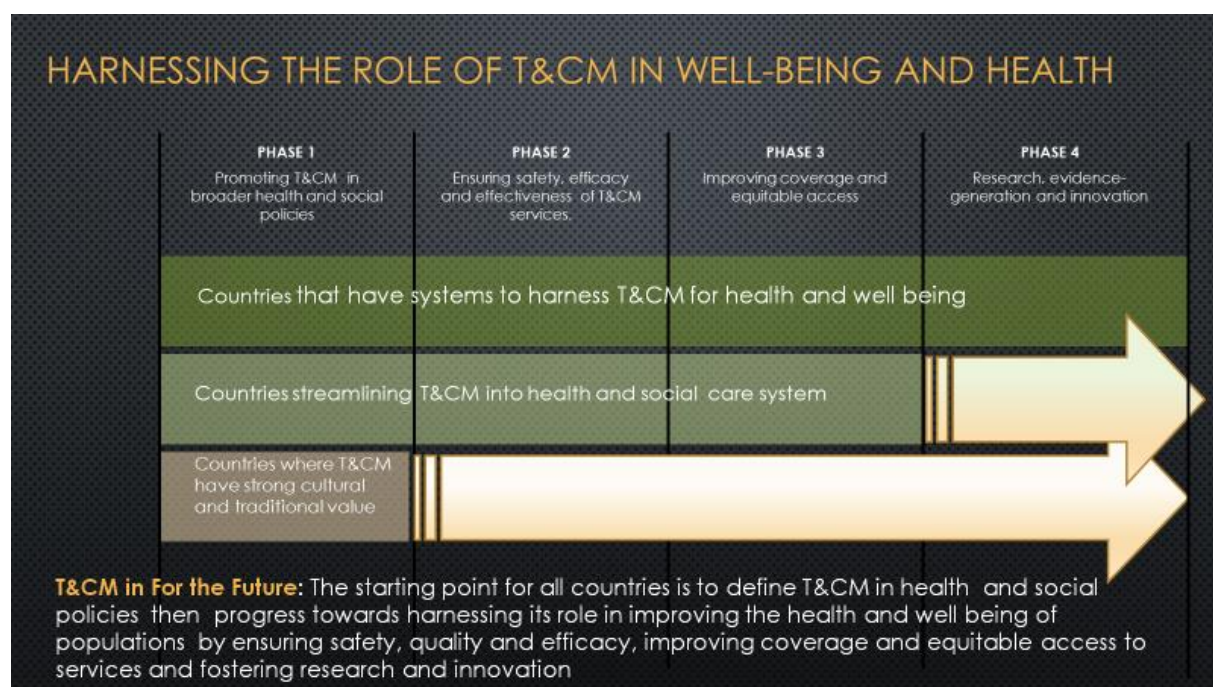 HARNESSING THE ROLE OF T&CM IN WELL-BEING AND HEALTH
PHASE 1
Promoting T&CM in
broader health and social
policies
PHASE 2
Ensuring safety, efficacy
and effectiveness of T&CM
services.
PHASE 3
Improving coverage and
equitable access
PHASE 4
Research, evidence-
generation and innovation
Countries that have systems to harness T&CM for health and well being
Countries streamlining T&CM into health and social care system
Countries where T&CM
have strong cultural
and traditional value
T&CM in For the Future: The starting point for all countries is to define T&CM in health and social
policies then progress towards harnessing its role in improving the health and well being of
populations by ensuring safety, quality and efficacy, improving coverage and equitable access to
services and fostering research and innovation